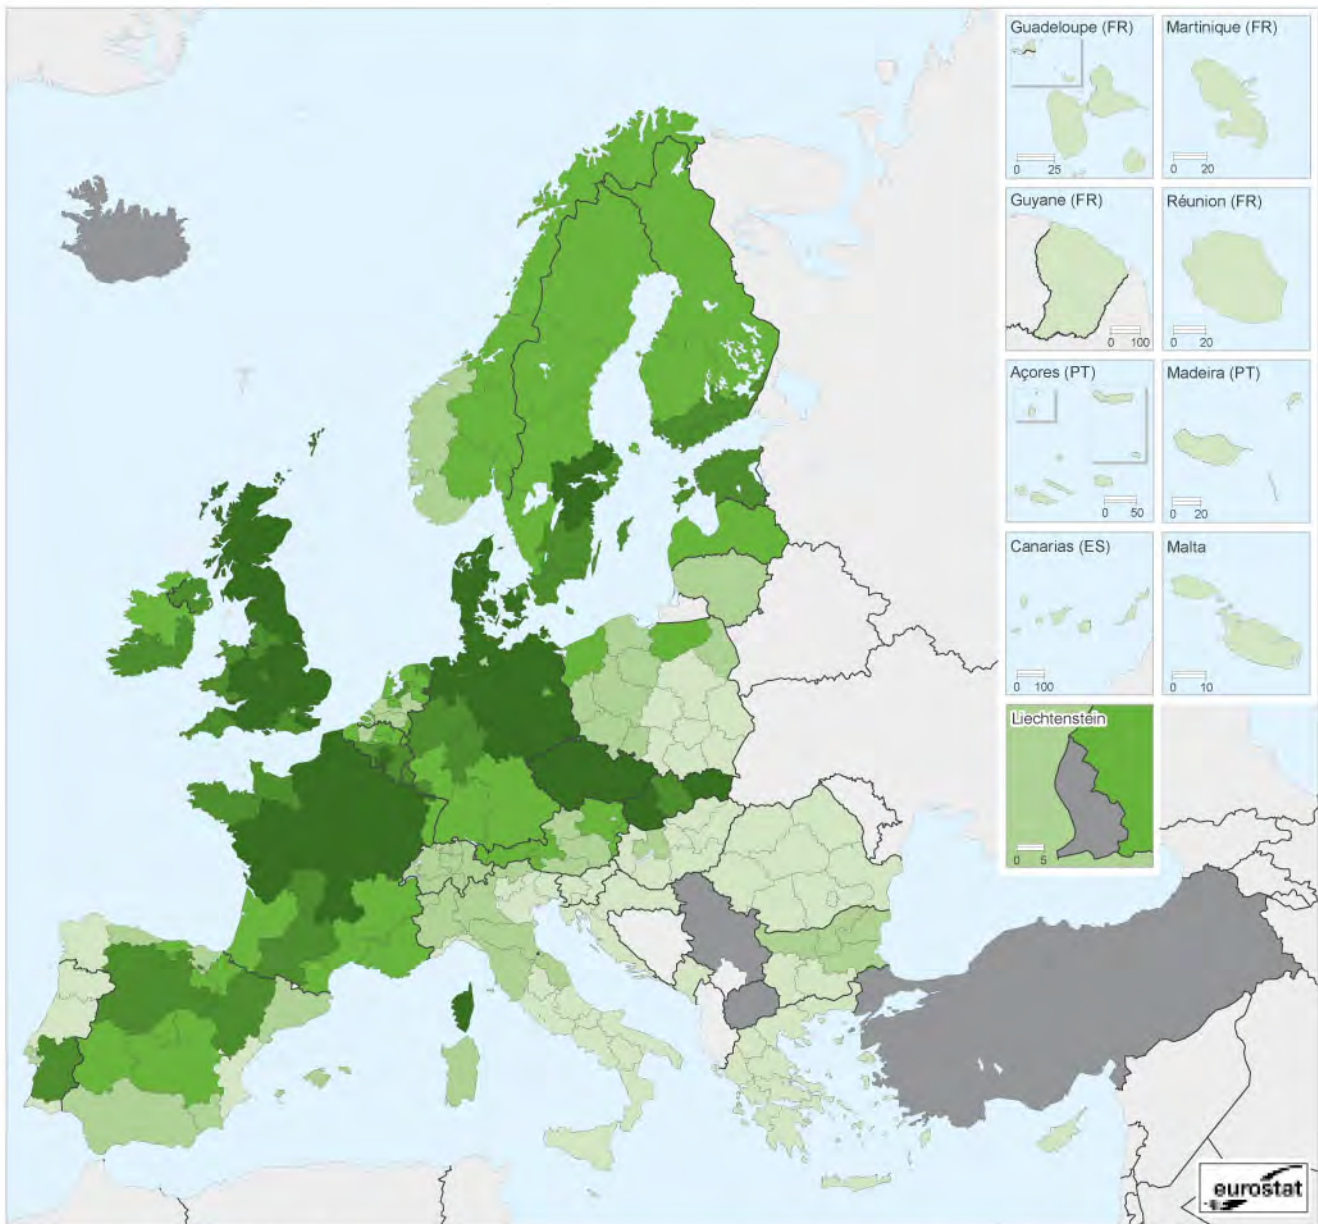 Guadeloupe (FR)
0 25
Martinique (FR)
0 20
Guyane (FR)
0 100
Réunion (FR)
0 20
Açores (PT)
0 50
Madeira (PT)
0 20
Canarias (ES)
0 100
Malta
0 10
Liechtenstein
0 5
eurostat